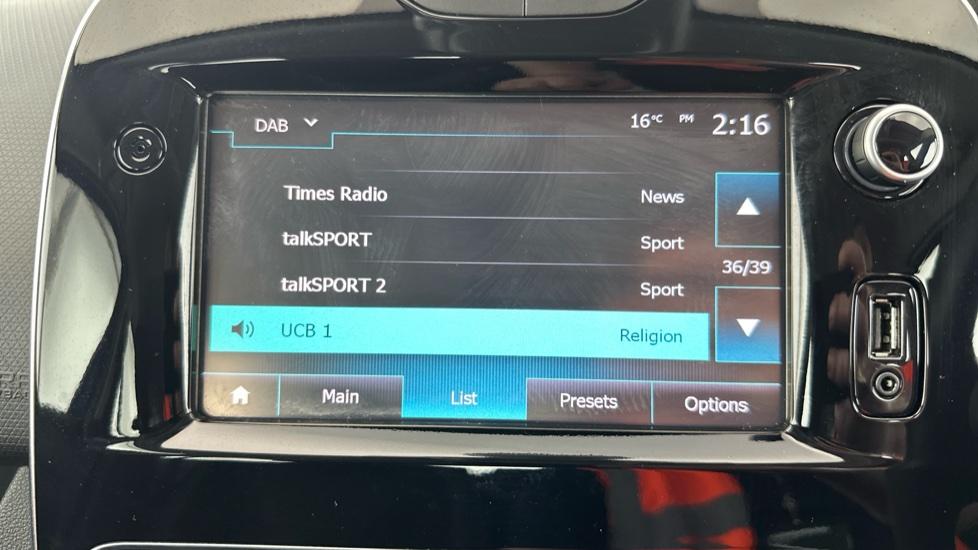 DAB 16°C PM 2:16
Times Radio News
talkSPORT Sport
talkSPORT 2 Sport
36/39
UCB 1 Religion
Main List Presets Options